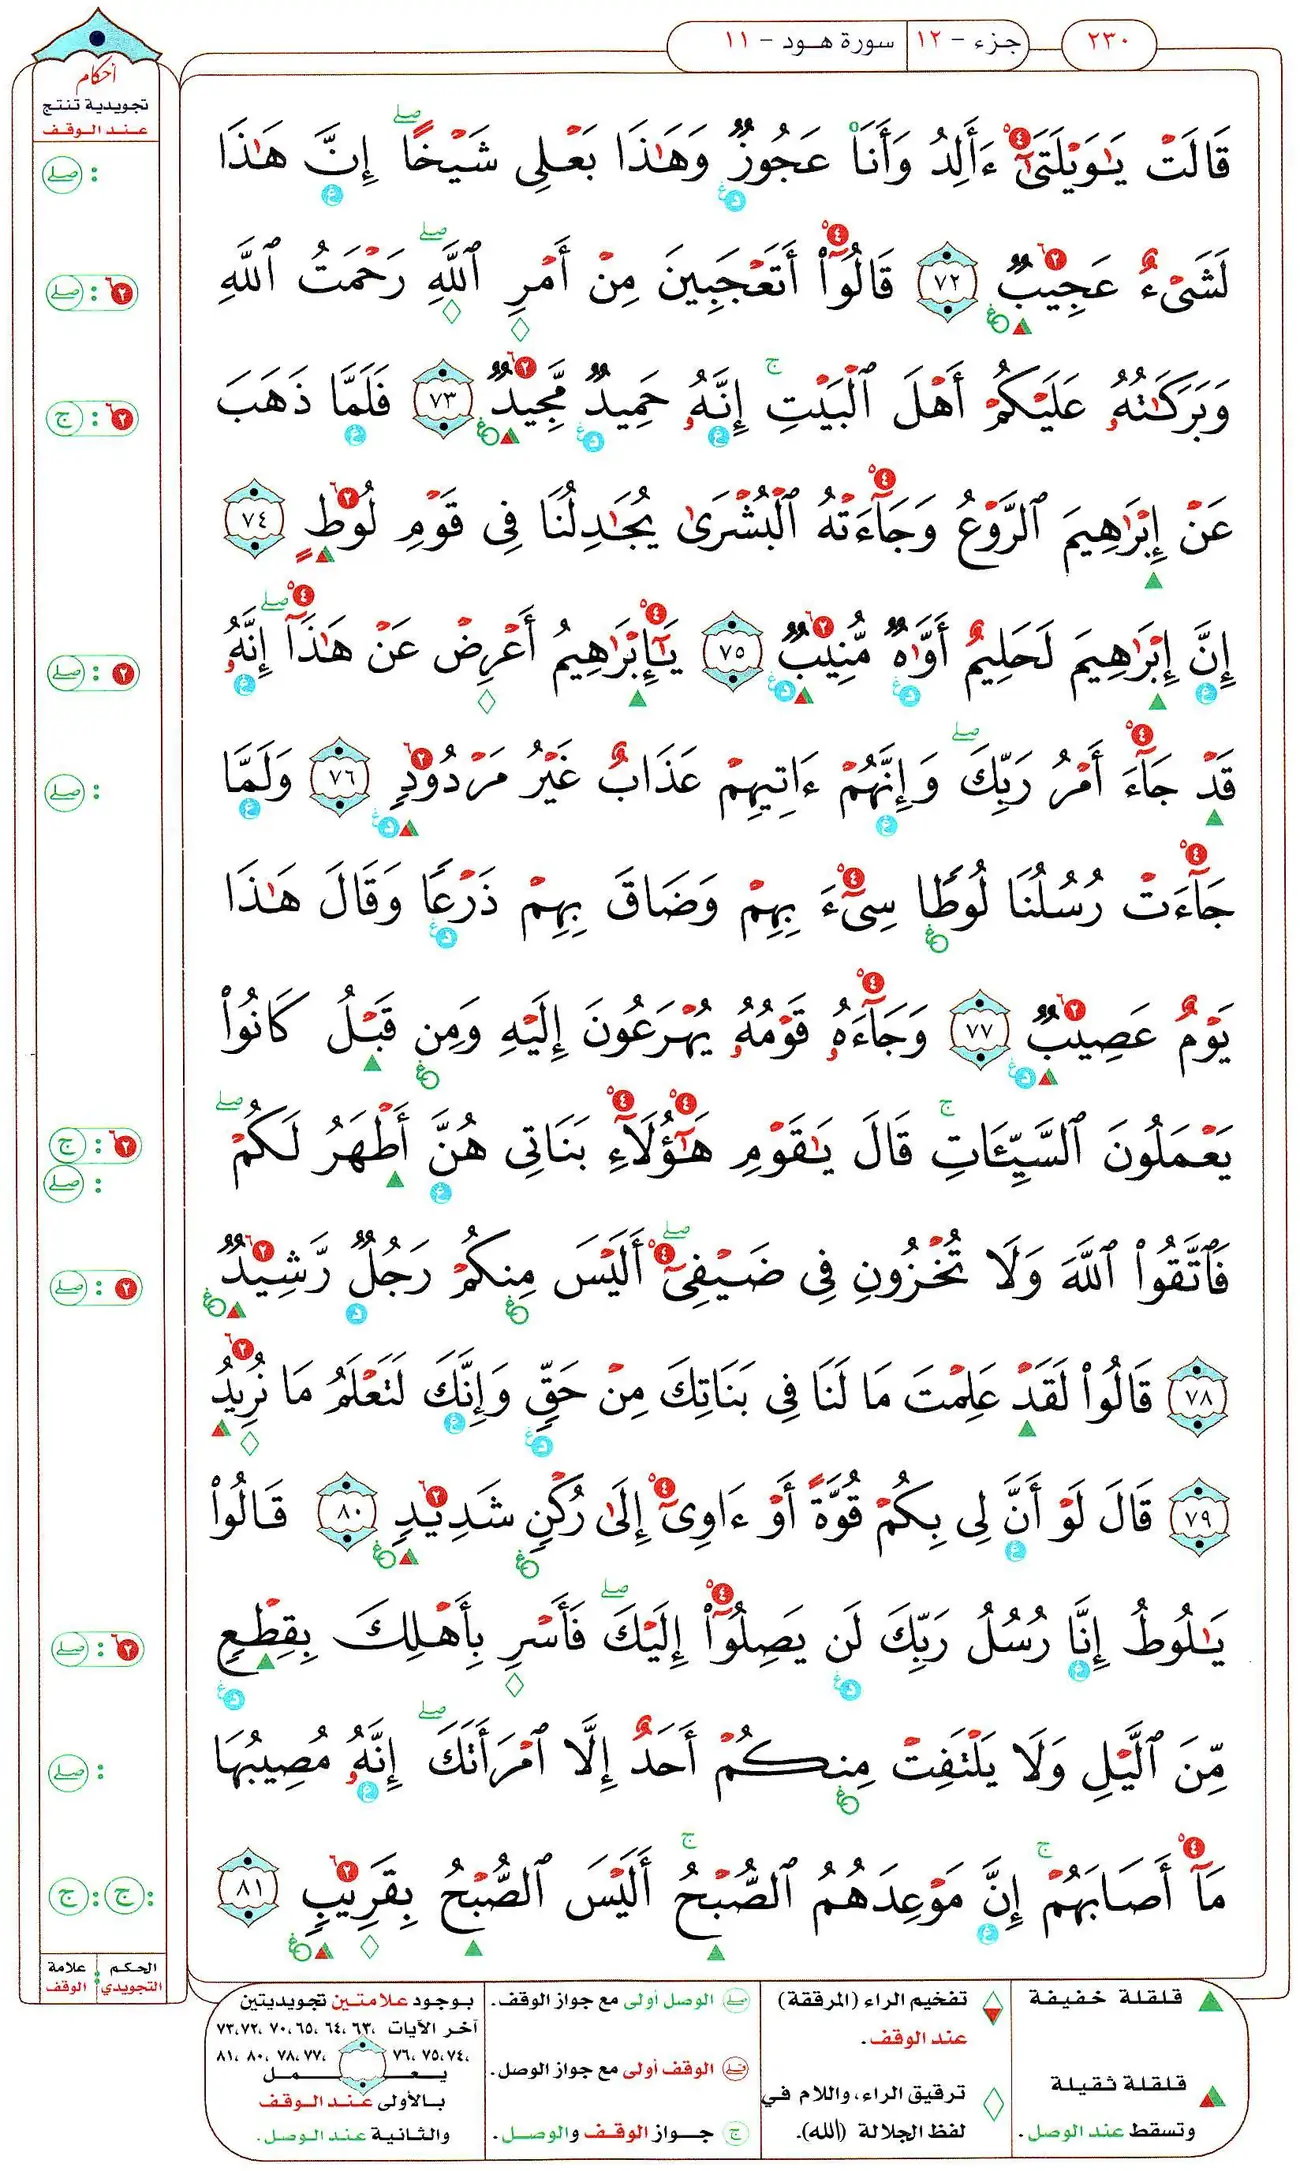 ٢٣٠
جزء - ١٢ سورة هود - ١١
أحكام
تجويدية تنتج
عند الوقف
قَالَتْ يَـٰوَيْلَتَىٰٓ ءَأَلِدُ وَأَنَا۠ عَجُوزٌ وَهَـٰذَا بَعْلِى شَيْخًا ۖ إِنَّ هَـٰذَا
لَشَىْءٌ عَجِيبٌ ٧٢ قَالُوٓا۟ أَتَعْجَبِينَ مِنْ أَمْرِ ٱللَّهِ ۖ رَحْمَتُ ٱللَّهِ
وَبَرَكَـٰتُهُۥ عَلَيْكُمْ أَهْلَ ٱلْبَيْتِ ۚ إِنَّهُۥ حَمِيدٌ مَّجِيدٌ ٧٣ فَلَمَّا ذَهَبَ
عَنْ إِبْرَٰهِيمَ ٱلرَّوْعُ وَجَآءَتْهُ ٱلْبُشْرَىٰ يُجَـٰدِلُنَا فِى قَوْمِ لُوطٍ ٧٤
إِنَّ إِبْرَٰهِيمَ لَحَلِيمٌ أَوَّٰهٌ مُّنِيبٌ ٧٥ يَـٰٓإِبْرَٰهِيمُ أَعْرِضْ عَنْ هَـٰذَآ ۖ إِنَّهُۥ
قَدْ جَآءَ أَمْرُ رَبِّكَ ۖ وَإِنَّهُمْ ءَاتِيهِمْ عَذَابٌ غَيْرُ مَرْدُودٍ ٧٦ وَلَمَّا
جَآءَتْ رُسُلُنَا لُوطًا سِىٓءَ بِهِمْ وَضَاقَ بِهِمْ ذَرْعًا وَقَالَ هَـٰذَا
يَوْمٌ عَصِيبٌ ٧٧ وَجَآءَهُۥ قَوْمُهُۥ يُهْرَعُونَ إِلَيْهِ وَمِن قَبْلُ كَانُوا۟
يَعْمَلُونَ ٱلسَّيِّـَٔاتِ ۚ قَالَ يَـٰقَوْمِ هَـٰٓؤُلَآءِ بَنَاتِى هُنَّ أَطْهَرُ لَكُمْ ۖ
فَٱتَّقُوا۟ ٱللَّهَ وَلَا تُخْزُونِ فِى ضَيْفِىٓ ۖ أَلَيْسَ مِنكُمْ رَجُلٌ رَّشِيدٌ
٧٨ قَالُوا۟ لَقَدْ عَلِمْتَ مَا لَنَا فِى بَنَاتِكَ مِنْ حَقٍّ وَإِنَّكَ لَتَعْلَمُ مَا نُرِيدُ
٧٩ قَالَ لَوْ أَنَّ لِى بِكُمْ قُوَّةً أَوْ ءَاوِىٓ إِلَىٰ رُكْنٍ شَدِيدٍ ٨٠ قَالُوا۟
يَـٰلُوطُ إِنَّا رُسُلُ رَبِّكَ لَن يَصِلُوٓا۟ إِلَيْكَ ۖ فَأَسْرِ بِأَهْلِكَ بِقِطْعٍ
مِّنَ ٱلَّيْلِ وَلَا يَلْتَفِتْ مِنكُمْ أَحَدٌ إِلَّا ٱمْرَأَتَكَ ۖ إِنَّهُۥ مُصِيبُهَا
مَآ أَصَابَهُمْ ۚ إِنَّ مَوْعِدَهُمُ ٱلصُّبْحُ ۚ أَلَيْسَ ٱلصُّبْحُ بِقَرِيبٍ ٨١
الحكم التجويدي
علامة الوقف
قلقلة خفيفة
قلقلة ثقيلة
وتسقط عند الوصل.
تفخيم الراء (المرققة)
عند الوقف.
ترقيق الراء، واللام في
لفظ الجلالة (الله).
صلے الوصل أولى مع جواز الوقف.
قلے الوقف أولى مع جواز الوصل.
ج جواز الوقف والوصل.
بوجود علامتين تجويديتين
آخر الآيات ٦٣، ٦٤، ٦٥، ٧٠، ٧٢، ٧٣،
٧٤، ٧٥، ٧٦، ٧٧، ٧٨، ٨٠، ٨١
يعمل
بالأولى عند الوقف
والثانية عند الوصل.